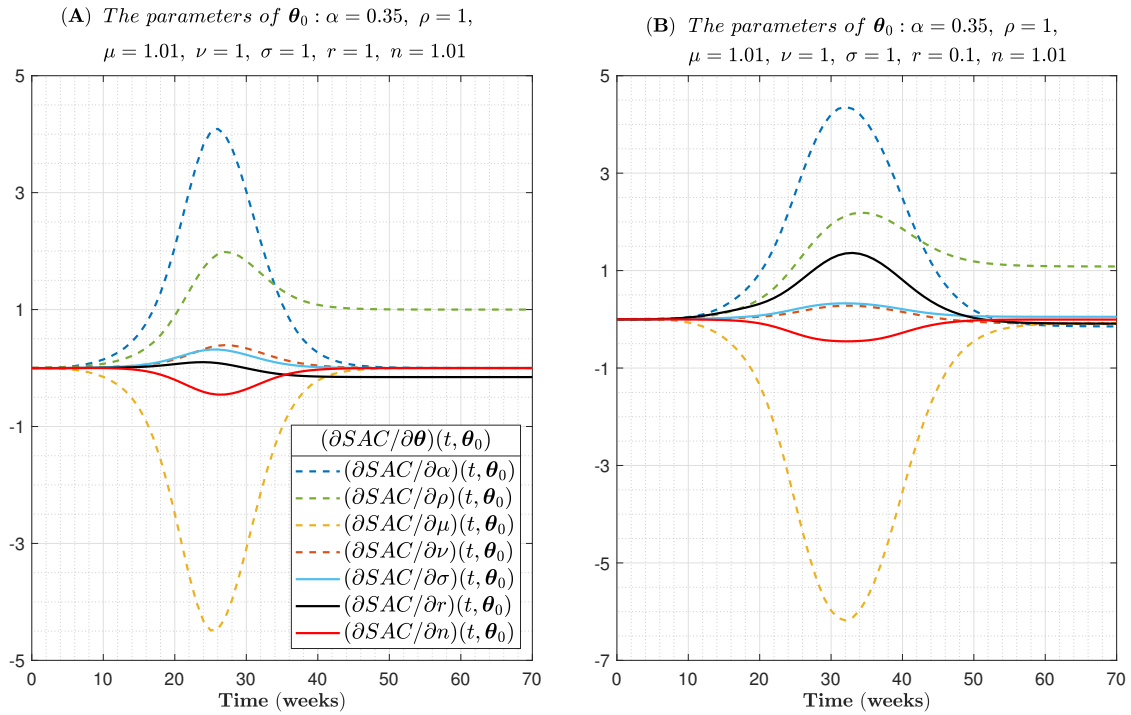 (A) The parameters of θ₀ : α = 0.35, ρ = 1,
μ = 1.01, ν = 1, σ = 1, r = 1, n = 1.01
5
3
1
-1
-3
-5
0
10
20
30
40
50
60
70
Time (weeks)
(∂SAC/∂θ)(t, θ₀)
(∂SAC/∂α)(t, θ₀)
(∂SAC/∂ρ)(t, θ₀)
(∂SAC/∂μ)(t, θ₀)
(∂SAC/∂ν)(t, θ₀)
(∂SAC/∂σ)(t, θ₀)
(∂SAC/∂r)(t, θ₀)
(∂SAC/∂n)(t, θ₀)
(B) The parameters of θ₀ : α = 0.35, ρ = 1,
μ = 1.01, ν = 1, σ = 1, r = 0.1, n = 1.01
5
3
1
-1
-3
-5
-7
0
10
20
30
40
50
60
70
Time (weeks)